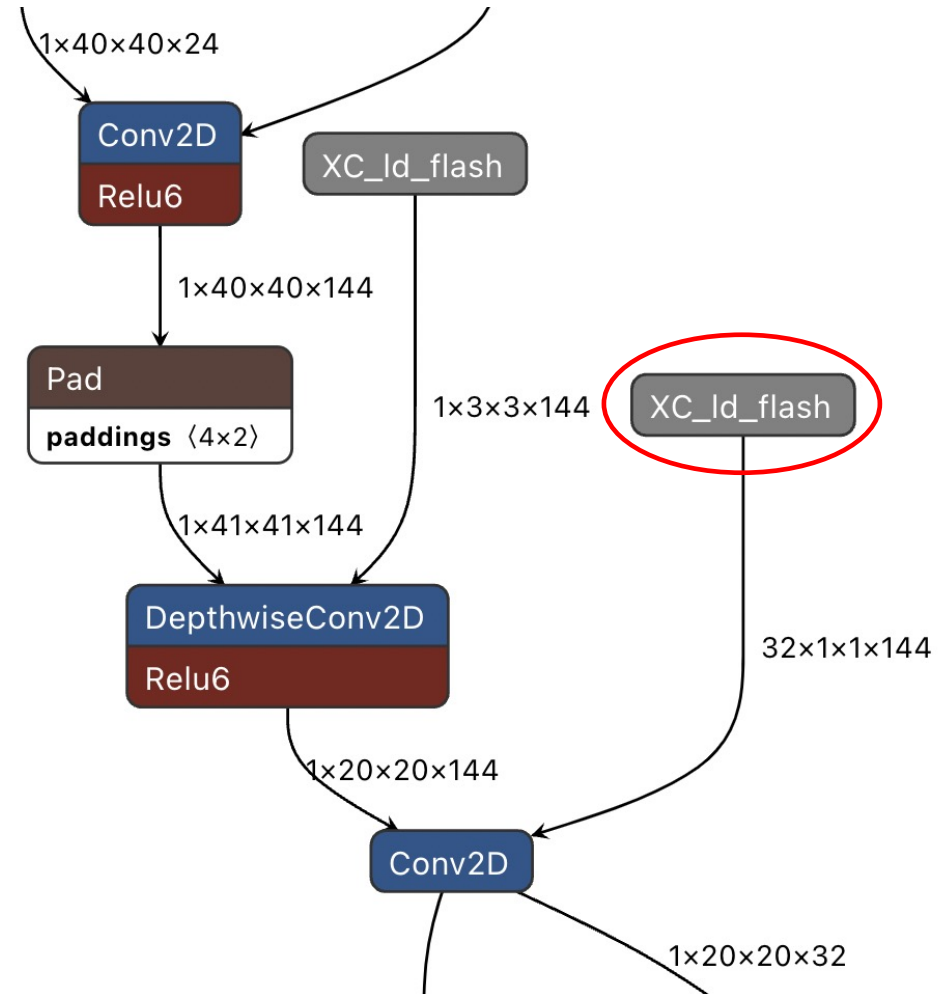 1×40×40×24
Conv2D
Relu6
XC_ld_flash
1×40×40×144
Pad
paddings ⟨4×2⟩
1×3×3×144
XC_ld_flash
1×41×41×144
DepthwiseConv2D
Relu6
32×1×1×144
1×20×20×144
Conv2D
1×20×20×32